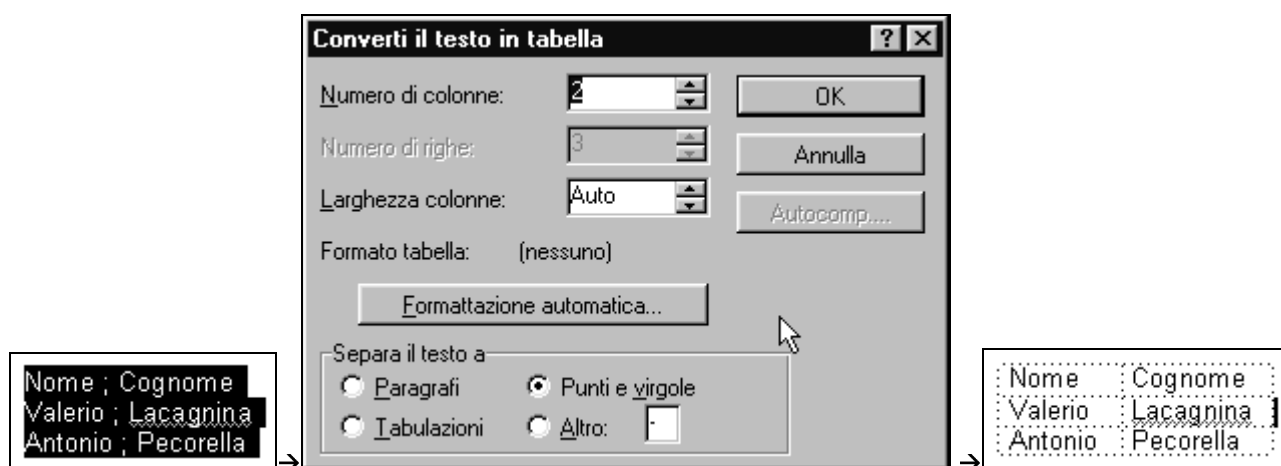 Converti il testo in tabella
Numero di colonne: 2
OK
Numero di righe: 3
Annulla
Larghezza colonne: Auto
Autocomp....
Formato tabella: (nessuno)
Formattazione automatica...
Separa il testo a
Paragrafi
Punti e virgole
Tabulazioni
Altro: -
Nome ; Cognome
Valerio ; Lacagnina
Antonio ; Pecorella
→
→
Nome Cognome
Valerio Lacagnina
Antonio Pecorella